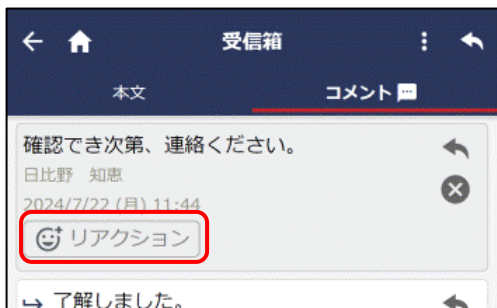 受信箱
本文 コメント
確認でき次第、連絡ください。
日比野 知恵
2024/7/22 (月) 11:44
リアクション
了解しました。